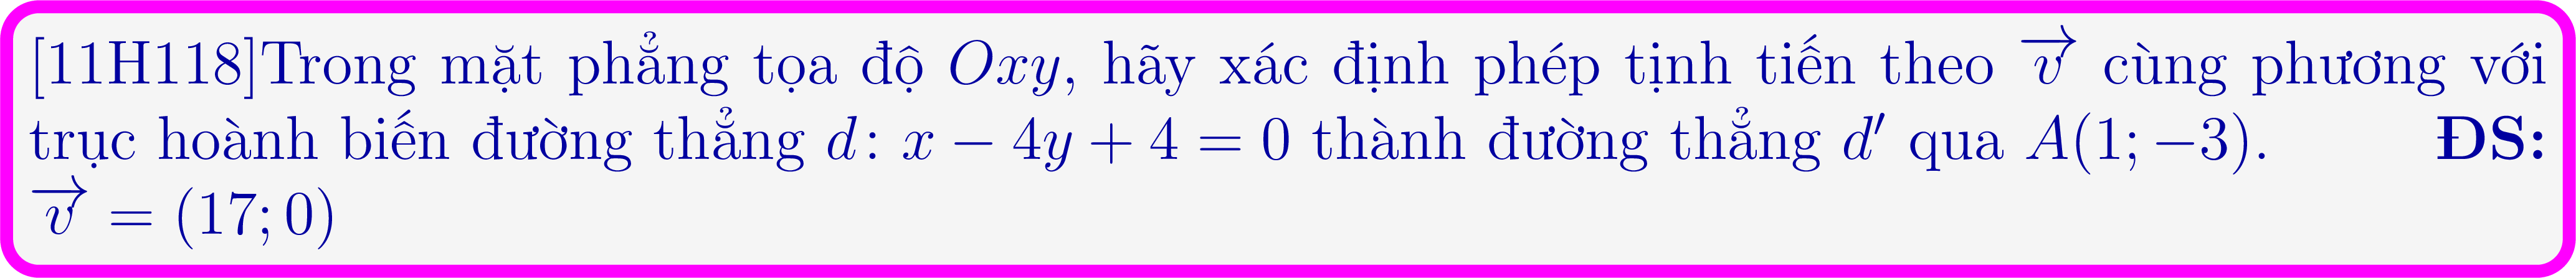 [11H118]Trong mặt phẳng tọa độ Oxy, hãy xác định phép tịnh tiến theo $\overrightarrow{v}$ cùng phương với
trục hoành biến đường thẳng d: x − 4y + 4 = 0 thành đường thẳng d′ qua A(1; −3). ĐS:
$\overrightarrow{v}$ = (17; 0)